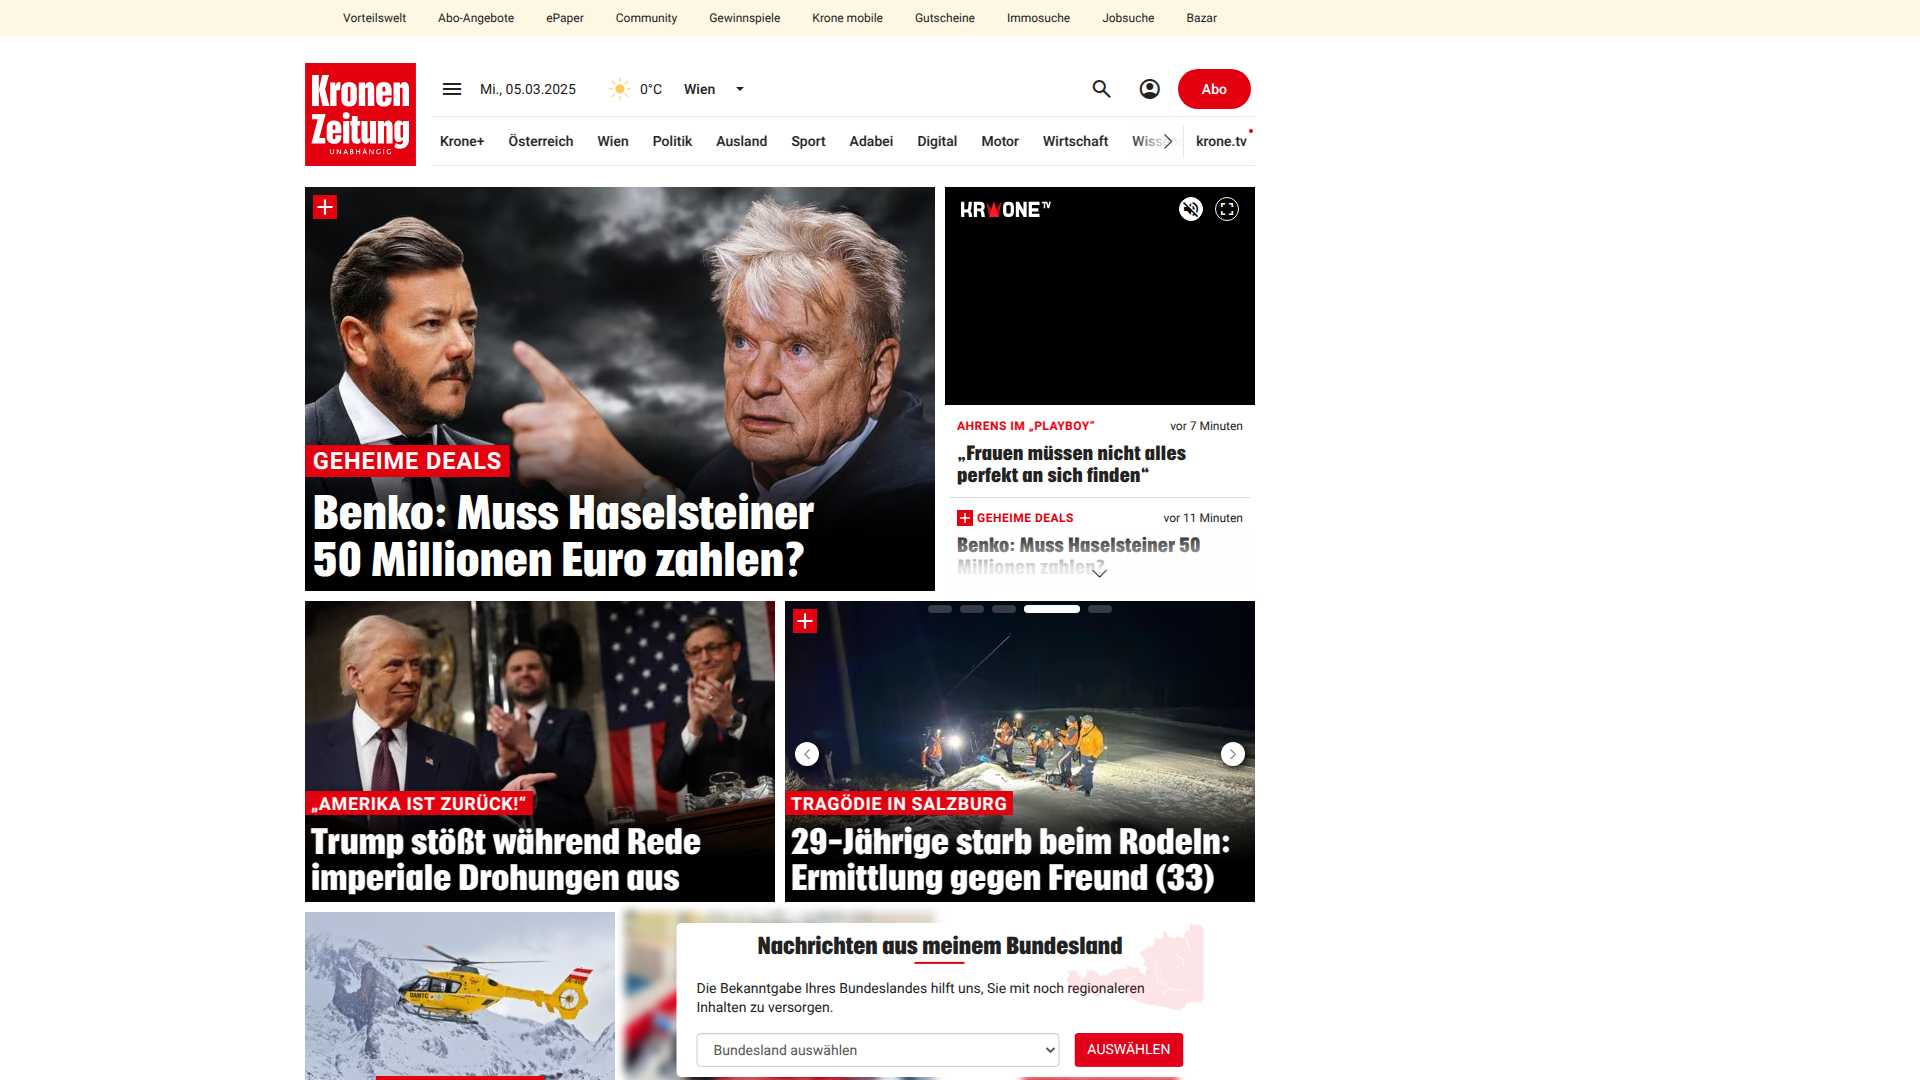 Vorteilswelt Abo-Angebote ePaper Community Gewinnspiele Krone mobile Gutscheine Immosuche Jobsuche Bazar
Kronen
Zeitung
UNABHÄNGIG
Mi., 05.03.2025 0°C Wien
Abo
Krone+ Österreich Wien Politik Ausland Sport Adabei Digital Motor Wirtschaft krone.tv
GEHEIME DEALS
Benko: Muss Haselsteiner
50 Millionen Euro zahlen?
KRONE TV
AHRENS IM „PLAYBOY“ vor 7 Minuten
„Frauen müssen nicht alles
perfekt an sich finden“
GEHEIME DEALS vor 11 Minuten
Benko: Muss Haselsteiner 50
Millionen zahlen?
„AMERIKA IST ZURÜCK!“
Trump stößt während Rede
imperiale Drohungen aus
TRAGÖDIE IN SALZBURG
29-Jährige starb beim Rodeln:
Ermittlung gegen Freund (33)
ÖAMTC
Nachrichten aus meinem Bundesland
Die Bekanntgabe Ihres Bundeslandes hilft uns, Sie mit noch regionaleren
Inhalten zu versorgen.
Bundesland auswählen
AUSWÄHLEN